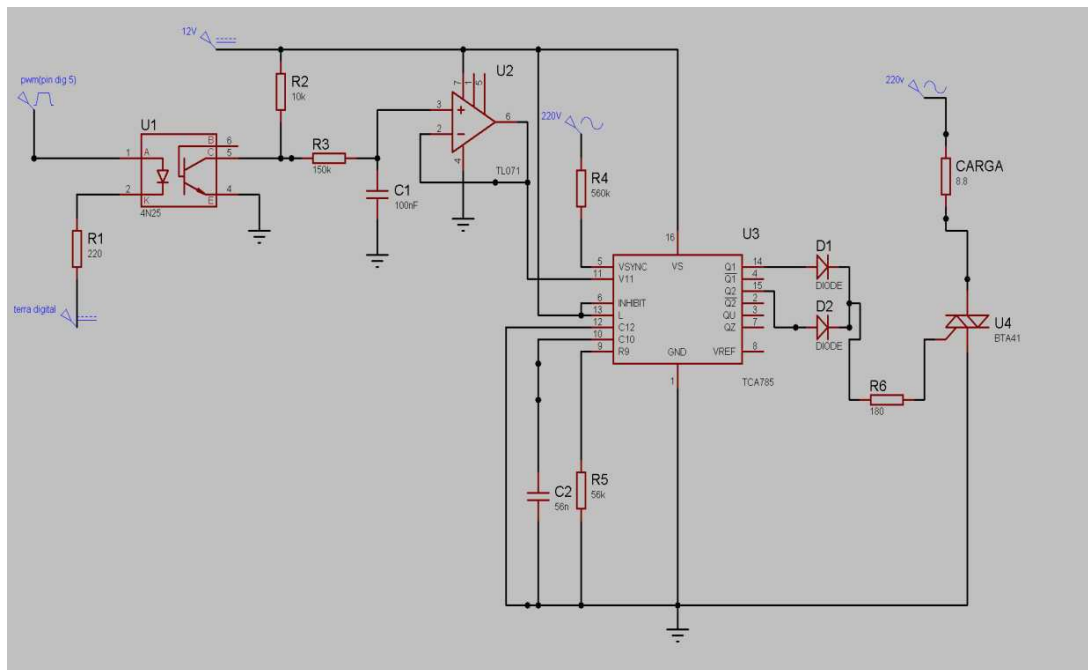 12V
pwm(pin dig 5)
U1
1
A
2
K
B
6
C
5
E
4
4N25
R1
220
terra digital
R2
10k
R3
150k
C1
100nF
U2
7
1
5
3
2
6
4
TL071
220V
R4
560k
U3
16
VS
5
VSYNC
11
V11
6
INHIBIT
13
L
12
C12
10
C10
9
R9
Q1
14
Q1
4
Q2
15
Q2
2
QU
3
QZ
7
VREF
8
GND
1
TCA785
C2
56n
R5
56k
D1
DIODE
D2
DIODE
R6
180
220v
CARGA
8.8
U4
BTA41